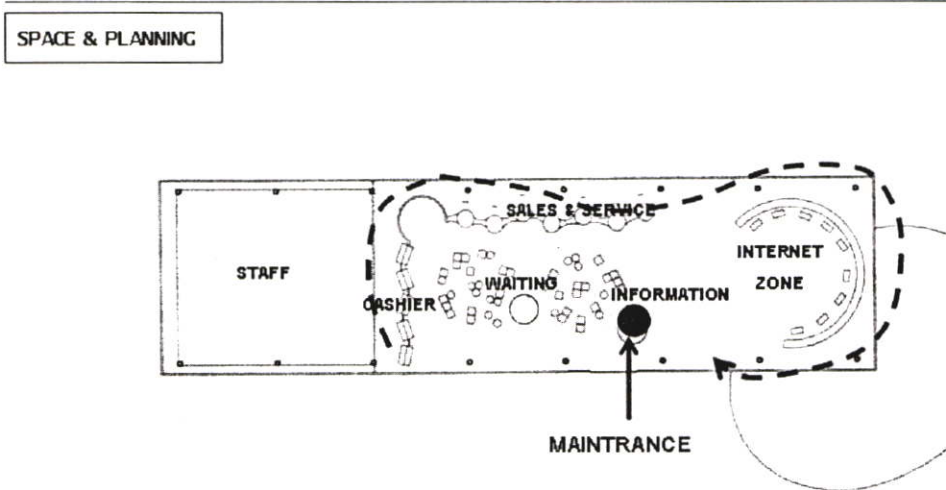 SPACE & PLANNING
SALES & SERVICE
STAFF
INTERNET
ZONE
WAITING
CASHIER
INFORMATION
MAINTRANCE